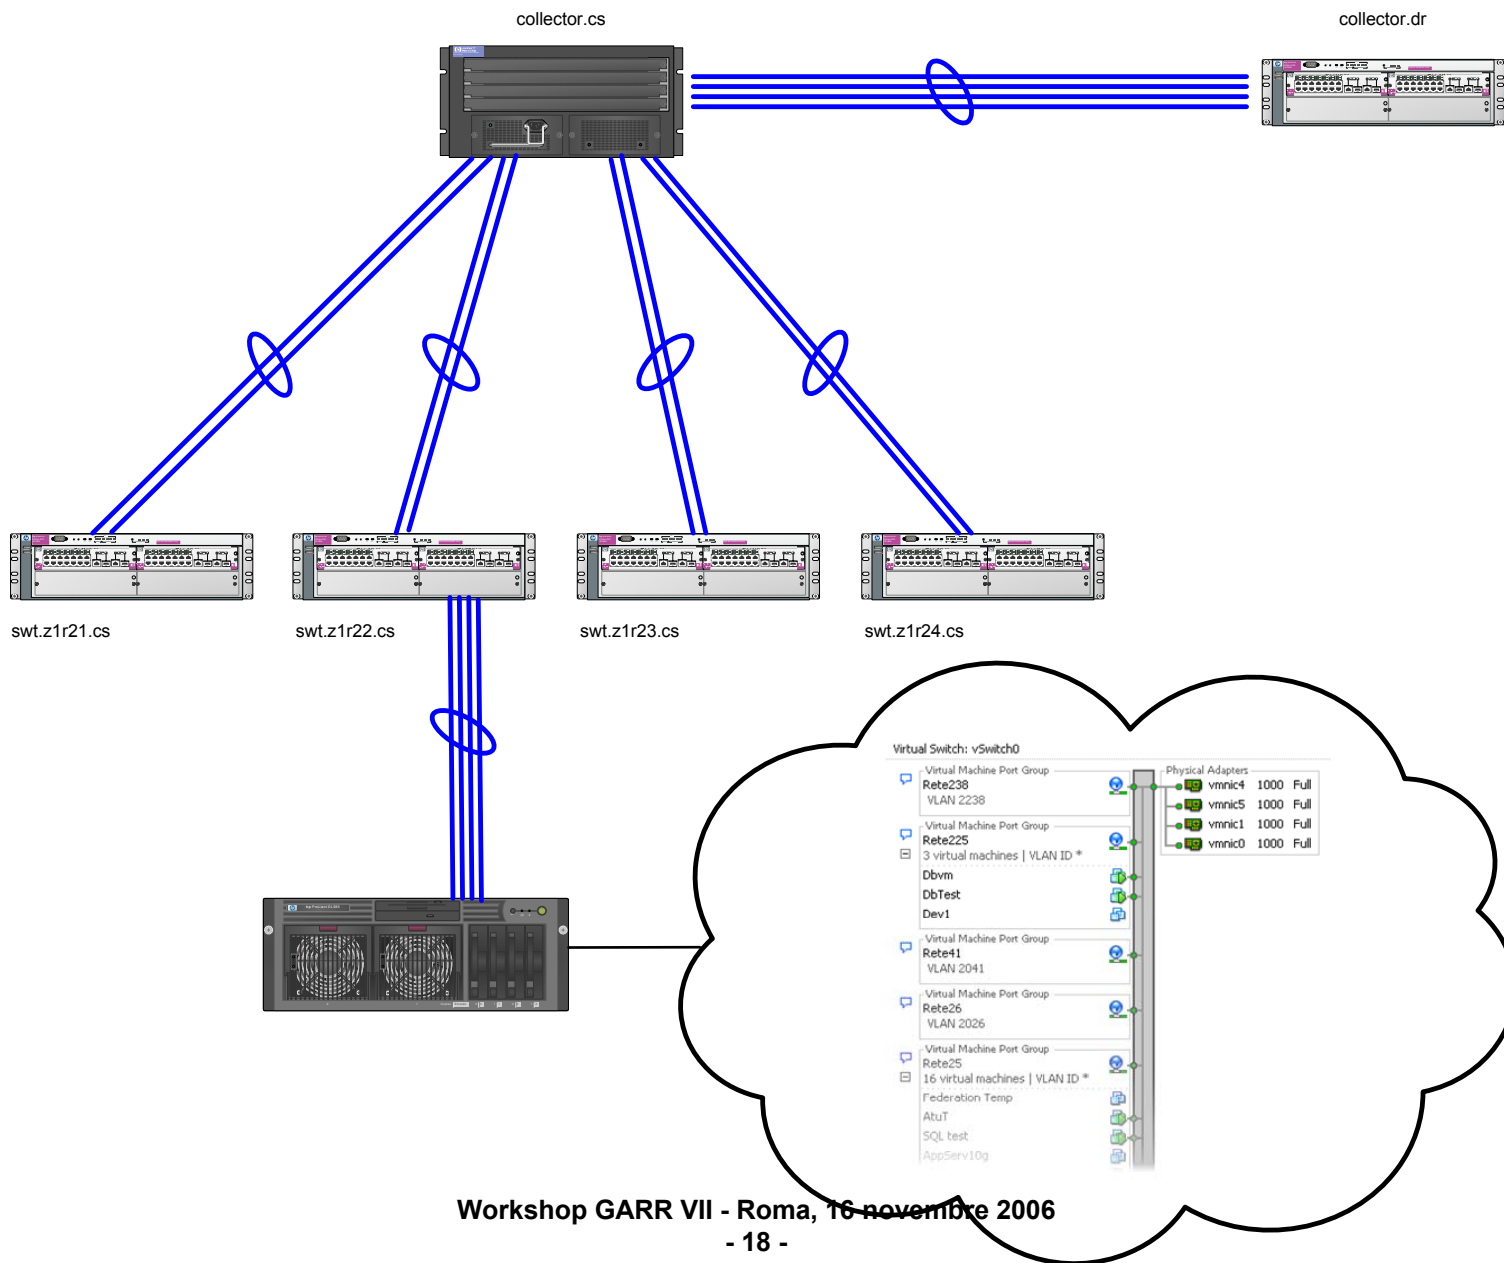 collector.cs
collector.dr
swt.z1r21.cs
swt.z1r22.cs
swt.z1r23.cs
swt.z1r24.cs
Virtual Switch: vSwitch0
Virtual Machine Port Group
Rete238
VLAN 2238
Physical Adapters
vmnic4 1000 Full
vmnic5 1000 Full
vmnic1 1000 Full
vmnic0 1000 Full
Virtual Machine Port Group
Rete225
3 virtual machines | VLAN ID *
Dbvm
DbTest
Dev1
Virtual Machine Port Group
Rete41
VLAN 2041
Virtual Machine Port Group
Rete26
VLAN 2026
Virtual Machine Port Group
Rete25
16 virtual machines | VLAN ID *
Federation Temp
AtuT
SQL test
AppServ10g
Workshop GARR VII - Roma, 16 novembre 2006
- 18 -